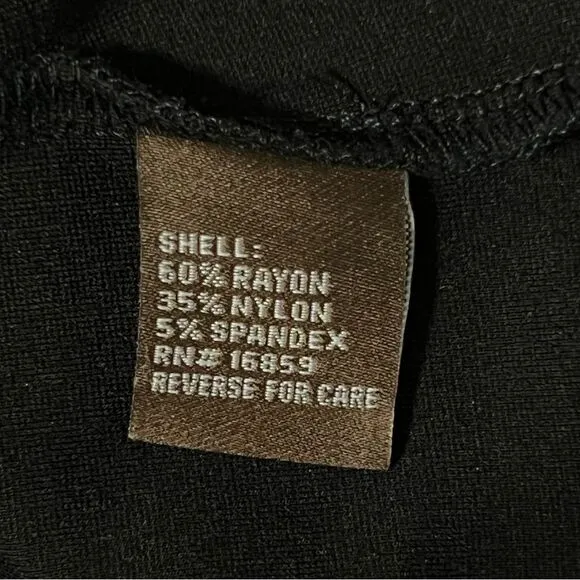 SHELL:
60% RAYON
35% NYLON
5% SPANDEX
RN# 16859
REVERSE FOR CARE